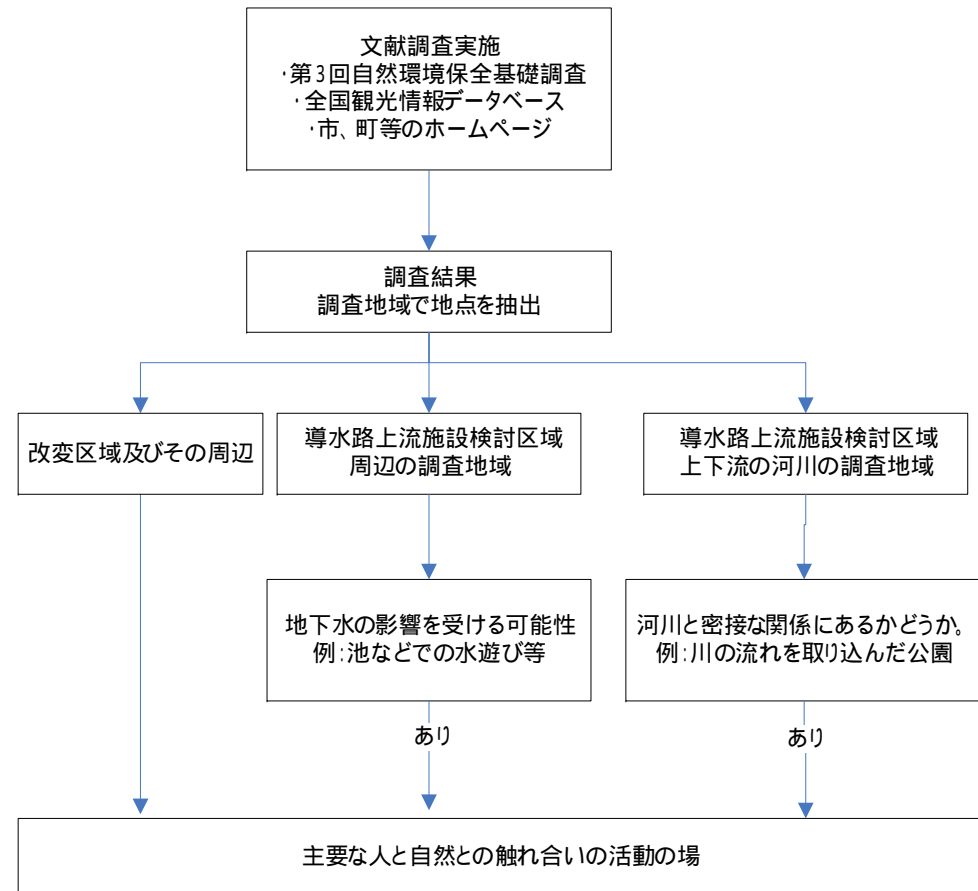 文献調査実施
・第3回自然環境保全基礎調査
・全国観光情報データベース
・市、町等のホームページ
調査結果
調査地域で地点を抽出
改変区域及びその周辺
導水路上流施設検討区域
周辺の調査地域
導水路上流施設検討区域
上下流の河川の調査地域
地下水の影響を受ける可能性
例：池などでの水遊び等
河川と密接な関係にあるかどうか。
例：川の流れを取り込んだ公園
あり
あり
主要な人と自然との触れ合いの活動の場